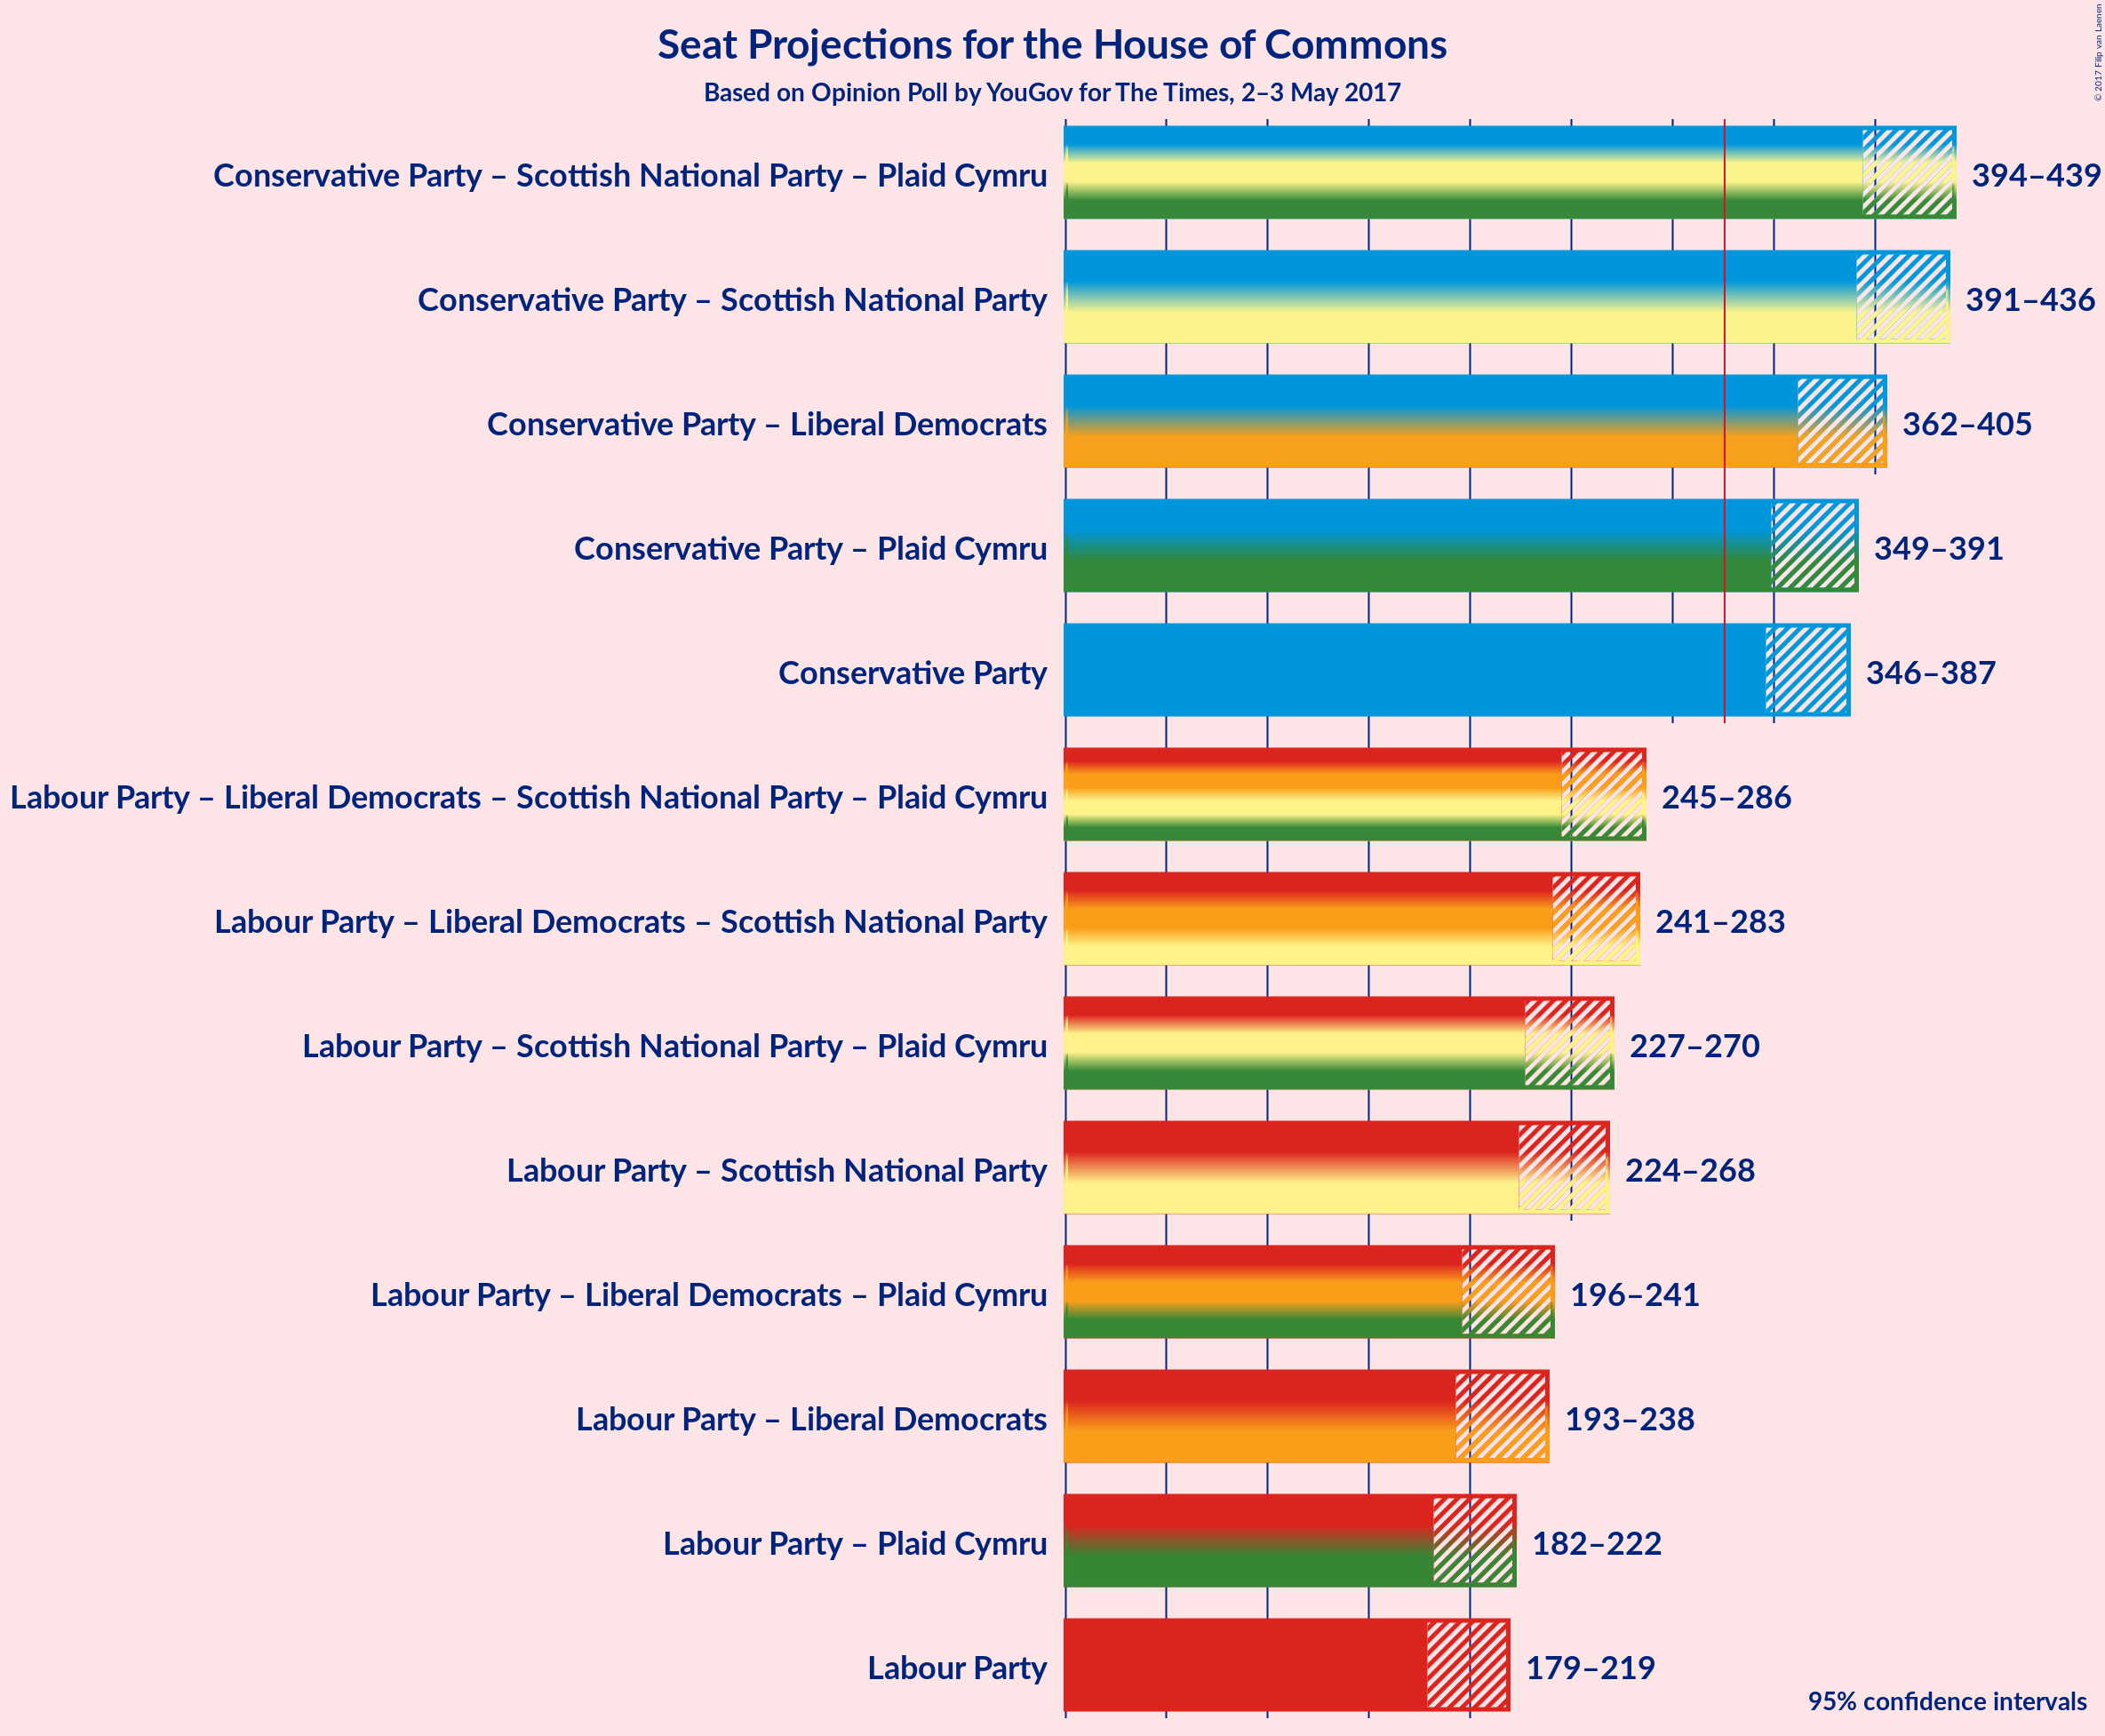 Seat Projections for the House of Commons
Based on Opinion Poll by YouGov for The Times, 2–3 May 2017
© 2017 Filip van Laenen
Conservative Party – Scottish National Party – Plaid Cymru 394–439
Conservative Party – Scottish National Party 391–436
Conservative Party – Liberal Democrats 362–405
Conservative Party – Plaid Cymru 349–391
Conservative Party 346–387
Labour Party – Liberal Democrats – Scottish National Party – Plaid Cymru 245–286
Labour Party – Liberal Democrats – Scottish National Party 241–283
Labour Party – Scottish National Party – Plaid Cymru 227–270
Labour Party – Scottish National Party 224–268
Labour Party – Liberal Democrats – Plaid Cymru 196–241
Labour Party – Liberal Democrats 193–238
Labour Party – Plaid Cymru 182–222
Labour Party 179–219
95% confidence intervals